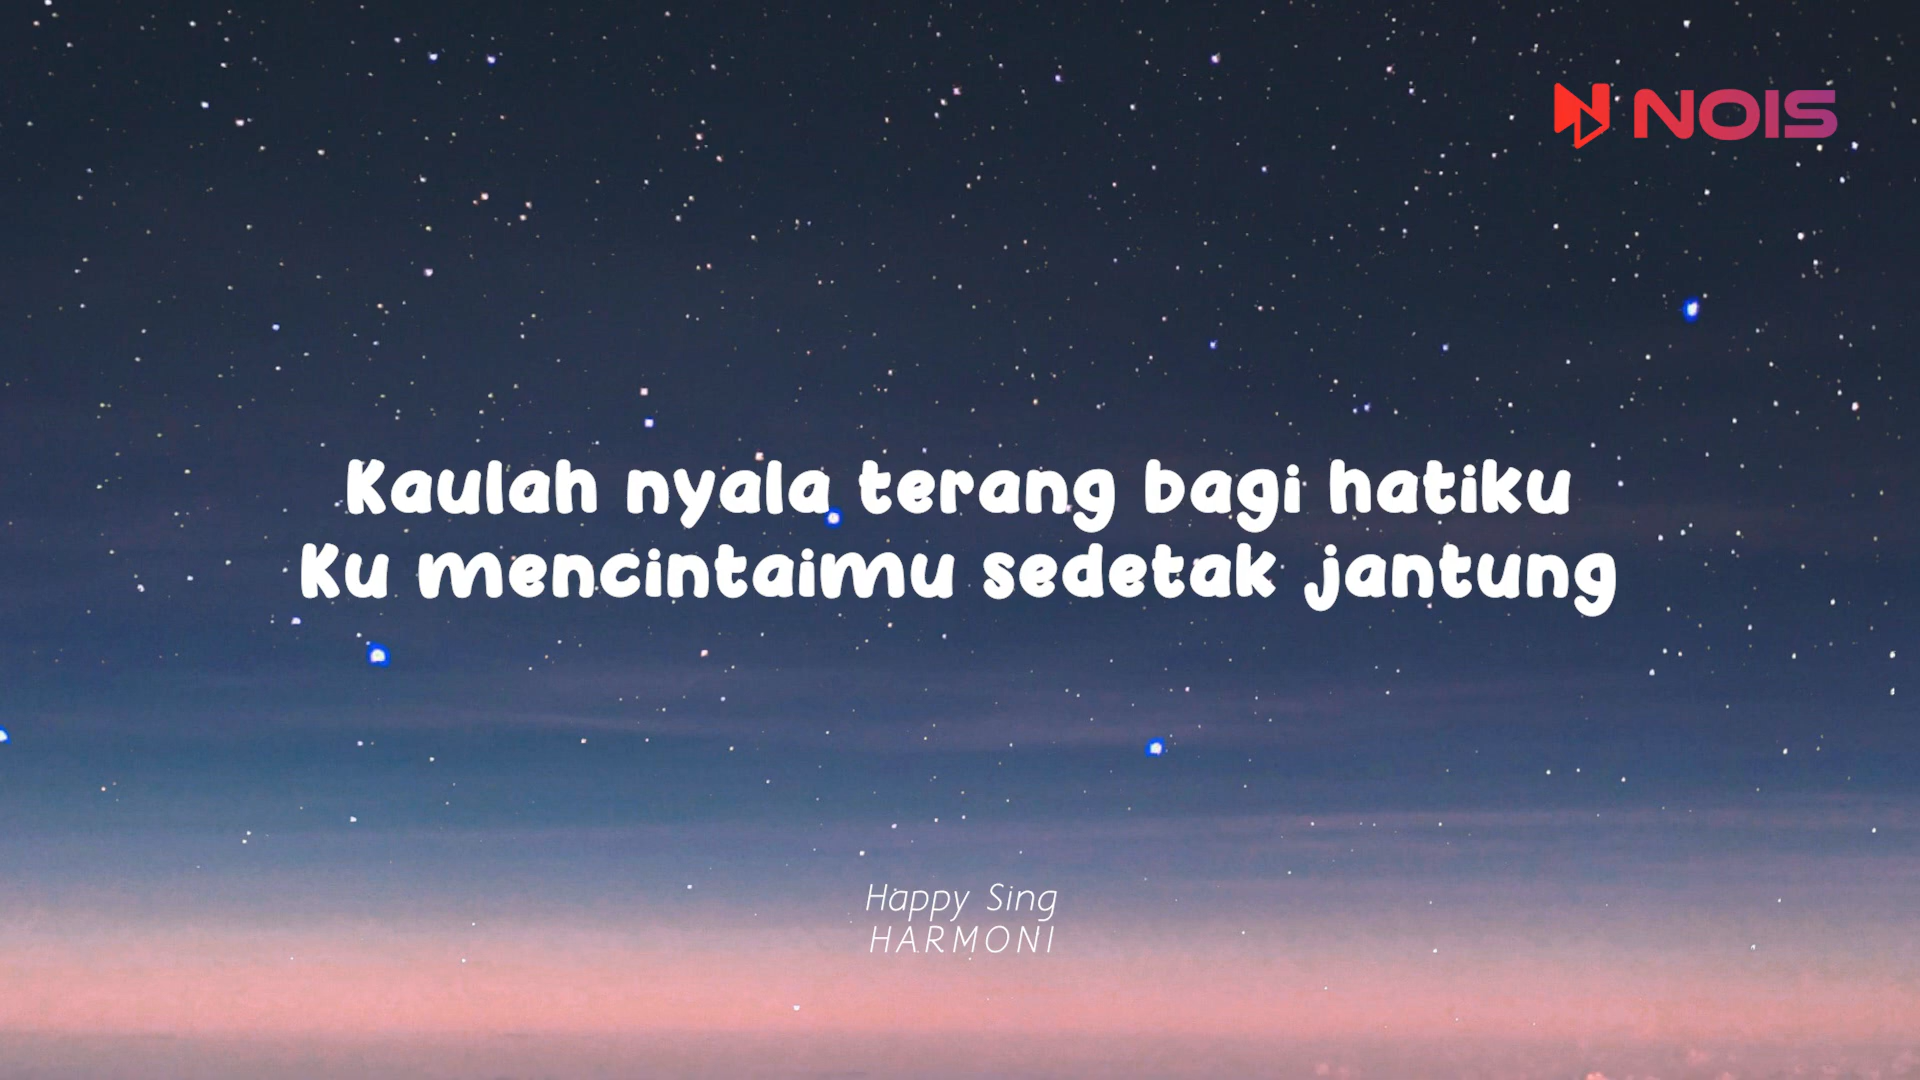 NOIS
Kaulah nyala terang bagi hatiku
Ku mencintaimu sedetak jantung
Happy Sing
HARMONI